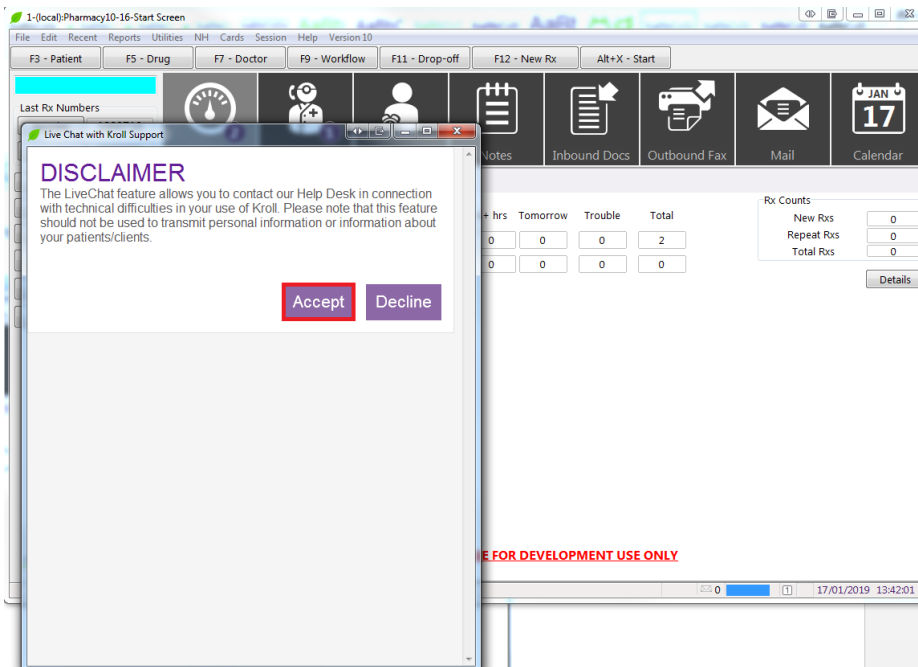 1-(local):Pharmacy10-16-Start Screen
File Edit Recent Reports Utilities NH Cards Session Help Version 10
F3 - Patient F5 - Drug F7 - Doctor F9 - Workflow F11 - Drop-off F12 - New Rx Alt+X - Start
Last Rx Numbers
JAN
17
Notes Inbound Docs Outbound Fax Mail Calendar
Live Chat with Kroll Support
DISCLAIMER
The LiveChat feature allows you to contact our Help Desk in connection
with technical difficulties in your use of Kroll. Please note that this feature
should not be used to transmit personal information or information about
your patients/clients.
Accept Decline
+ hrs Tomorrow Trouble Total
0 0 0 2
0 0 0 0
Rx Counts
New Rxs 0
Repeat Rxs 0
Total Rxs 0
Details
E FOR DEVELOPMENT USE ONLY
0 1 17/01/2019 13:42:01